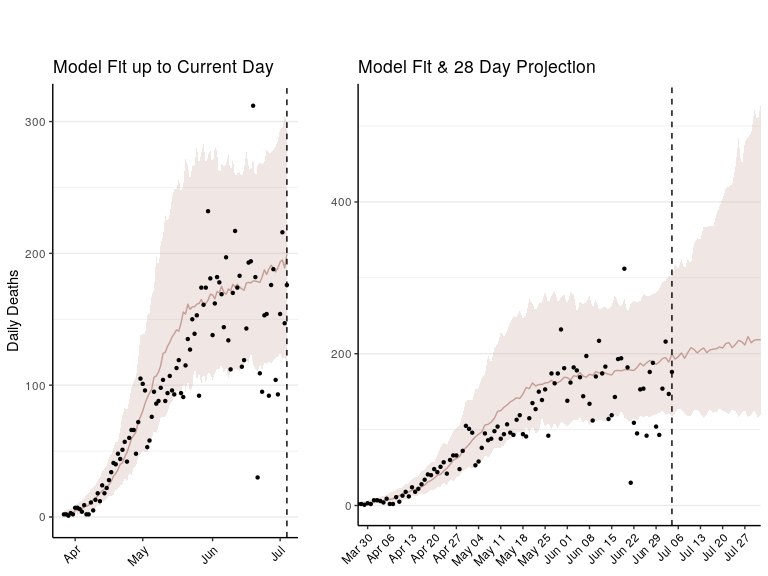 Model Fit up to Current Day
Daily Deaths
300
200
100
0
Apr
May
Jun
Jul
Model Fit & 28 Day Projection
400
200
0
Mar 30
Apr 06
Apr 13
Apr 20
Apr 27
May 04
May 11
May 18
May 25
Jun 01
Jun 08
Jun 15
Jun 22
Jun 29
Jul 06
Jul 13
Jul 20
Jul 27